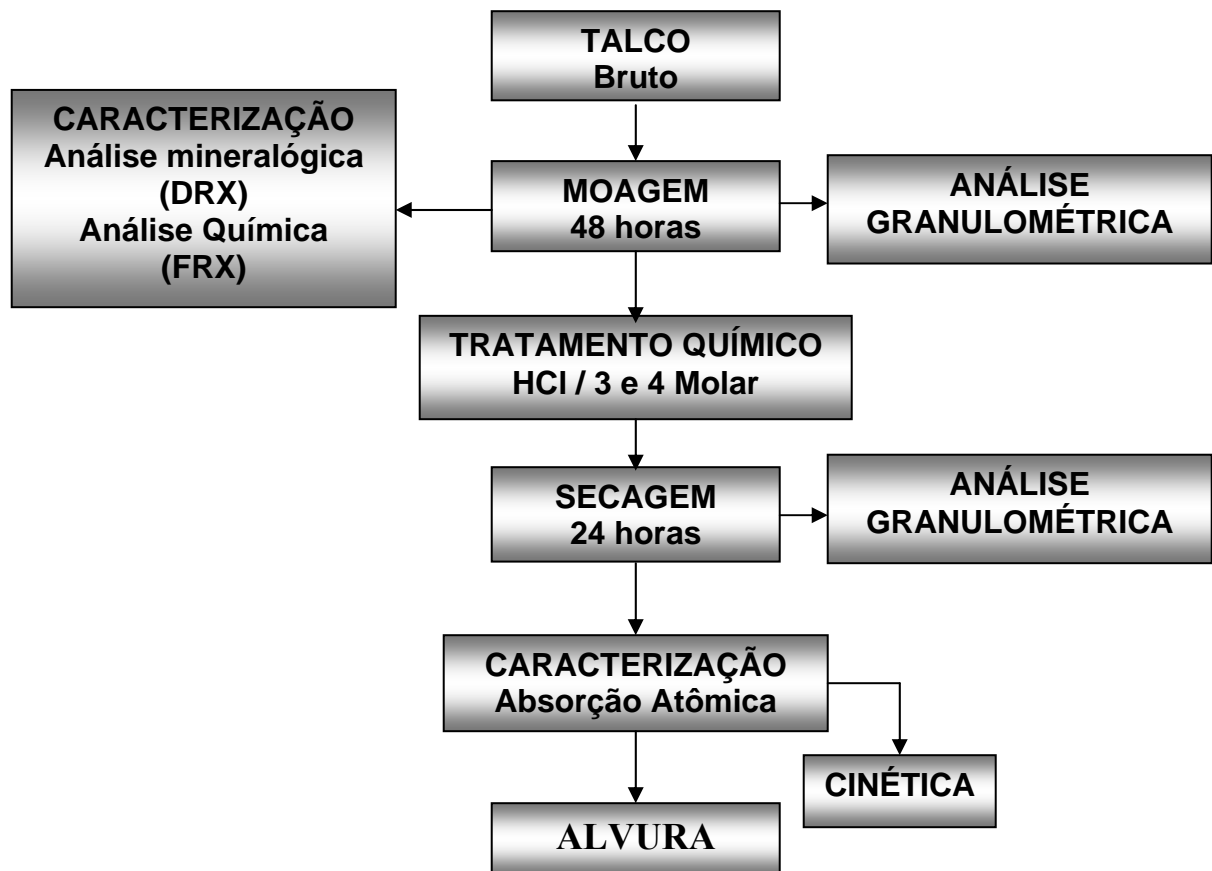 TALCO
Bruto
CARACTERIZAÇÃO
Análise mineralógica
(DRX)
Análise Química
(FRX)
MOAGEM
48 horas
ANÁLISE
GRANULOMÉTRICA
TRATAMENTO QUÍMICO
HCl / 3 e 4 Molar
SECAGEM
24 horas
ANÁLISE
GRANULOMÉTRICA
CARACTERIZAÇÃO
Absorção Atômica
CINÉTICA
ALVURA